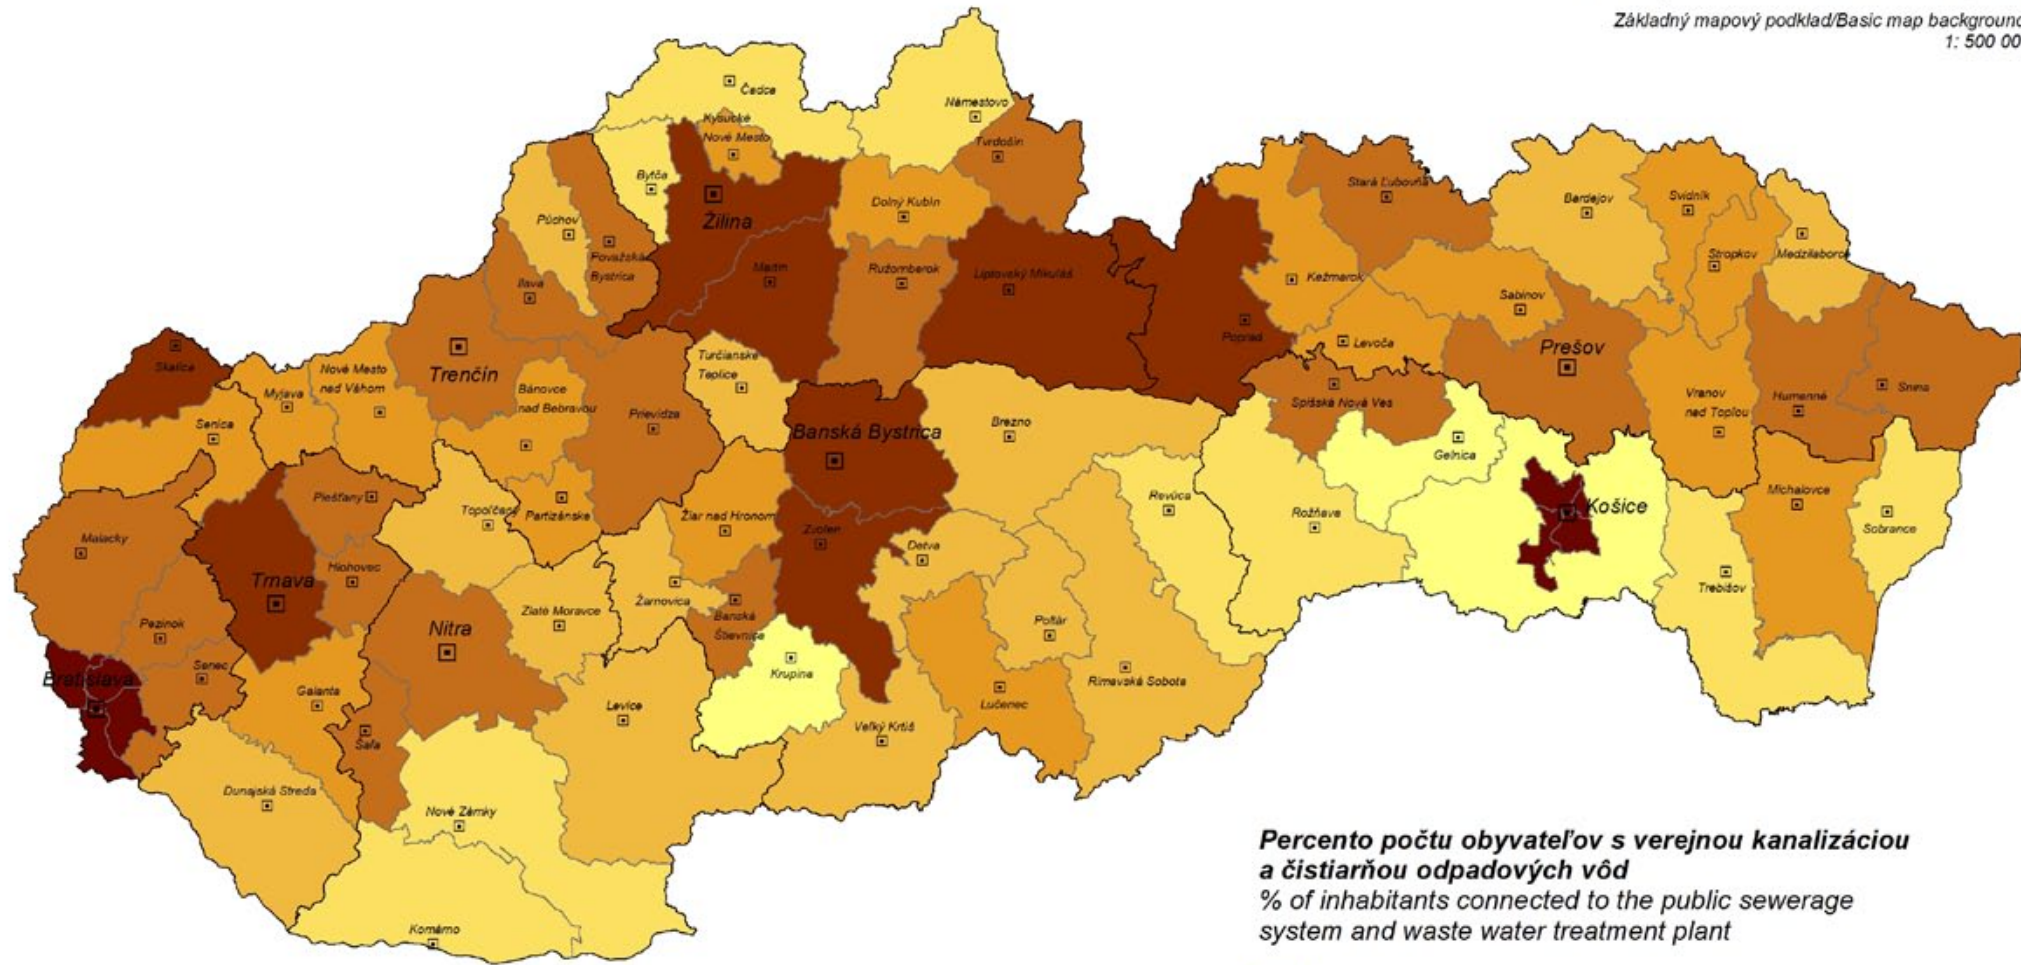 Základný mapový podklad/Basic map background
1: 500 00
Čadca
Námestovo
Kysucké
Nové Mesto
Tvrdošín
Bytča
Stará Ľubovňa
Púchov
Žilina
Dolný Kubín
Bardejov
Svidník
Považská
Bystrica
Martin
Ružomberok
Liptovský Mikuláš
Kežmarok
Stropkov
Medzilaborce
Ilava
Sabinov
Poprad
Levoča
Skalica
Trenčín
Turčianske
Teplice
Prešov
Nové Mesto
nad Váhom
Myjava
Bánovce
nad Bebravou
Prievidza
Spišská Nová Ves
Vranov
nad Topľou
Humenné
Snina
Senica
Banská Bystrica
Brezno
Gelnica
Piešťany
Topoľčany
Partizánske
Žiar nad Hronom
Zvolen
Revúca
Rožňava
Košice
Michalovce
Sobrance
Malacky
Trnava
Hlohovec
Detva
Žarnovica
Trebišov
Pezinok
Nitra
Zlaté Moravce
Banská
Štiavnica
Poltár
Senec
Bratislava
Krupina
Rimavská Sobota
Galanta
Levice
Lučenec
Šaľa
Veľký Krtíš
Dunajská Streda
Nové Zámky
Komárno
Percento počtu obyvateľov s verejnou kanalizáciou
a čistiarňou odpadových vôd
% of inhabitants connected to the public sewerage
system and waste water treatment plant